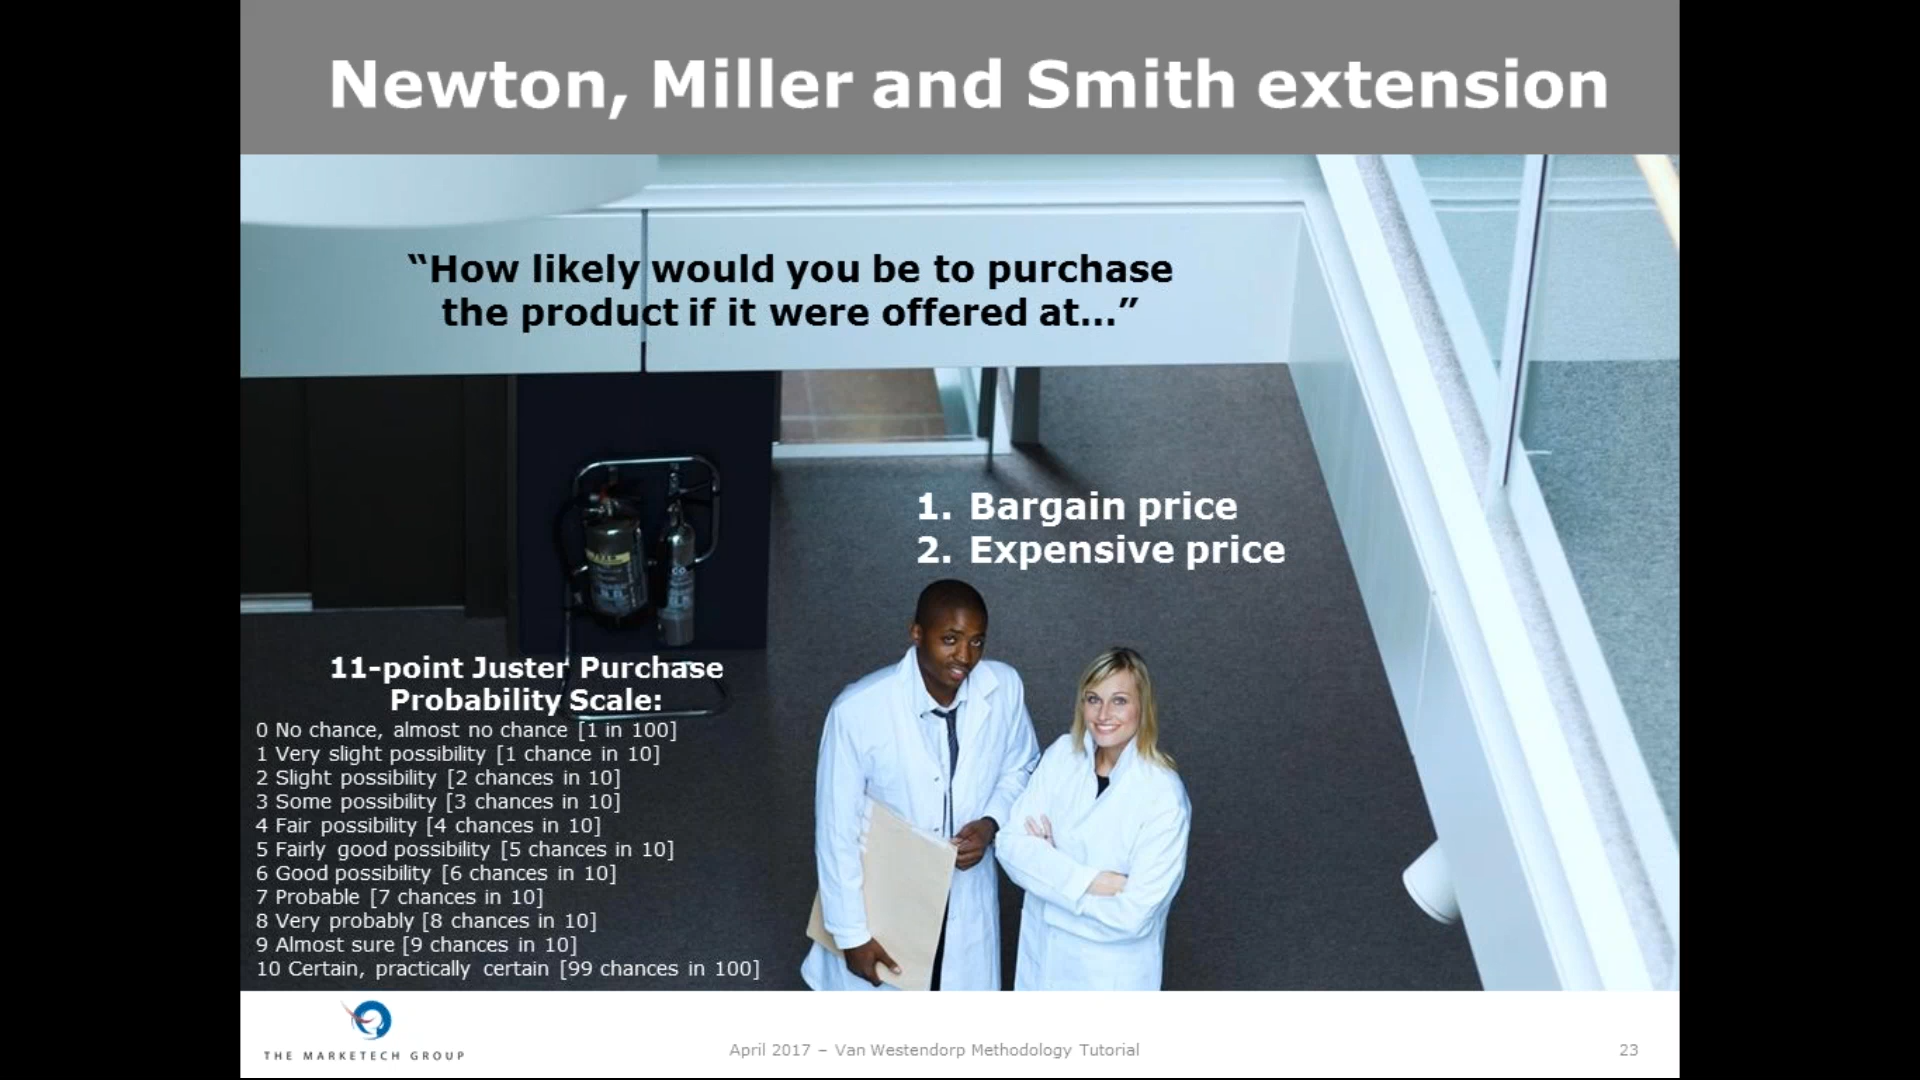 Newton, Miller and Smith extension
“How likely would you be to purchase
the product if it were offered at...”
1. Bargain price
2. Expensive price
11-point Juster Purchase
Probability Scale:
0 No chance, almost no chance [1 in 100]
1 Very slight possibility [1 chance in 10]
2 Slight possibility [2 chances in 10]
3 Some possibility [3 chances in 10]
4 Fair possibility [4 chances in 10]
5 Fairly good possibility [5 chances in 10]
6 Good possibility [6 chances in 10]
7 Probable [7 chances in 10]
8 Very probably [8 chances in 10]
9 Almost sure [9 chances in 10]
10 Certain, practically certain [99 chances in 100]
THE MARKETECH GROUP
April 2017 – Van Westendorp Methodology Tutorial
23